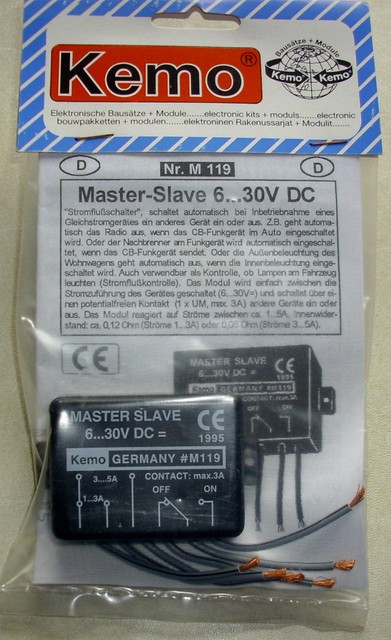 Kemo®
Bausätze + Module
Kemo Kemo
Elektronische Bausätze + Module.......electronic kits + moduls.......electronic
bouwpakketten + modulen........elektroninen Rakenussarjat + Modulit.......
D
Nr. M 119
D
Master-Slave 6...30V DC
"Stromflußschalter", schaltet automatisch bei Inbetriebnahme eines
Gleichstromgerätes ein anderes Gerät ein oder aus. Z.B. geht automa-
tisch das Radio aus, wenn das CB-Funkgerät im Auto eingeschaltet
wird. Oder der Nachbrenner am Funkgerät wird automatisch eingeschal-
tet, wenn das CB-Funkgerät sendet. Oder die Außenbeleuchtung des
Wohnwagens geht automatisch aus, wenn die Innenbeleuchtung einge-
schaltet wird. Auch verwendbar als Kontrolle, ob Lampen am Fahrzeug
leuchten (Stromflußkontrolle). Das Modul wird einfach zwischen die
Stromzuführung des Gerätes geschaltet (6...30V=) und schaltet über ei-
nen potentialfreien Kontakt (1 x UM, max. 3A) andere Geräte ein oder
aus. Das Modul reagiert auf Ströme zwischen ca. 1...5A. Innenwider-
stand: ca. 0,12 Ohm (Ströme 1...3A) oder 0,06 Ohm (Ströme 3...5A).
CE
MASTER SLAVE
6...30V DC =
CE
1995
Kemo GERMANY #M119
CONTACT: max.3A
MASTER SLAVE
6...30V DC =
CE
1995
Kemo GERMANY #M119
3...5A
CONTACT: max.3A
1...3A
OFF
ON